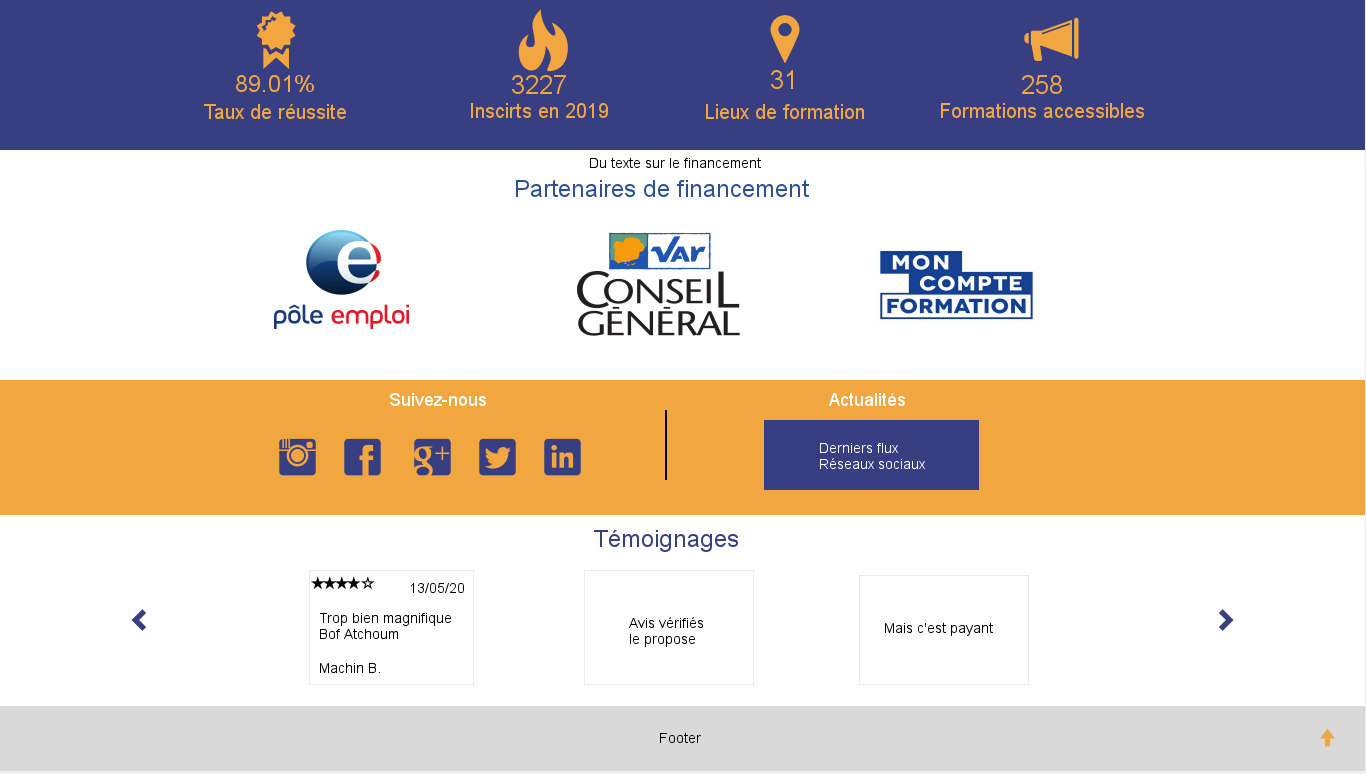 89.01%
3227
31
258
Taux de réussite
Inscirts en 2019
Lieux de formation
Formations accessibles
Du texte sur le financement
Partenaires de financement
pôle emploi
VAR
CONSEIL
GÉNÉRAL
MON
COMPTE
FORMATION
Suivez-nous
Actualités
Derniers flux
Réseaux sociaux
Témoignages
★★★★☆ 13/05/20
Trop bien magnifique
Bof Atchoum
Machin B.
Avis vérifiés
le propose
Mais c'est payant
Footer